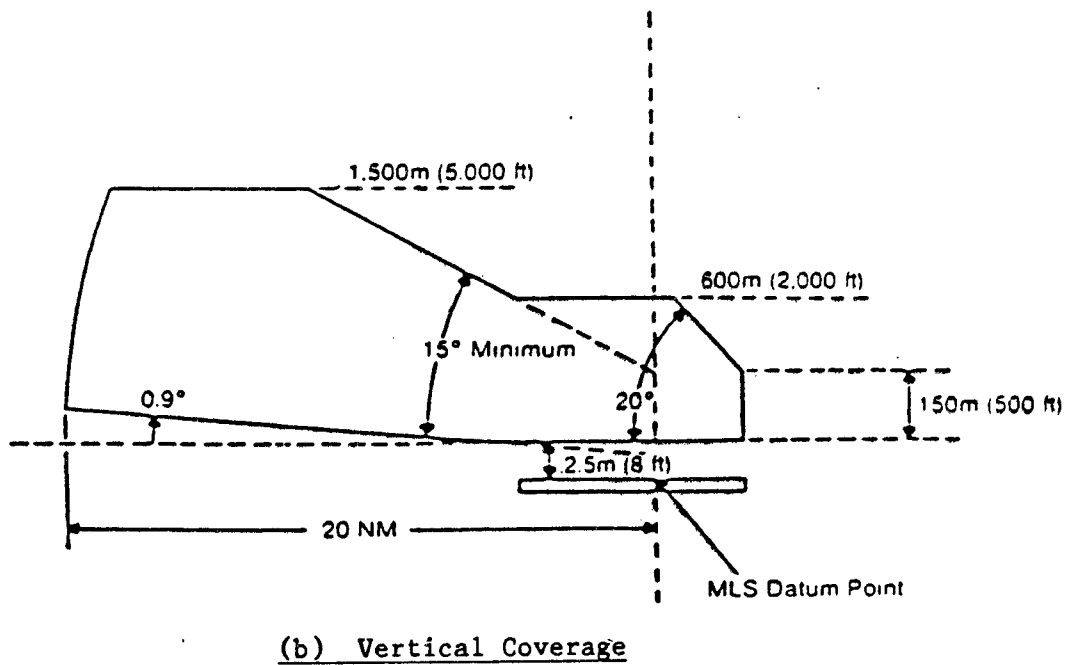 1.500m (5.000 ft)
600m (2,000 ft)
15° Minimum
0.9°
20°
150m (500 ft)
2.5m (8 ft)
20 NM
MLS Datum Point
(b) Vertical Coverage